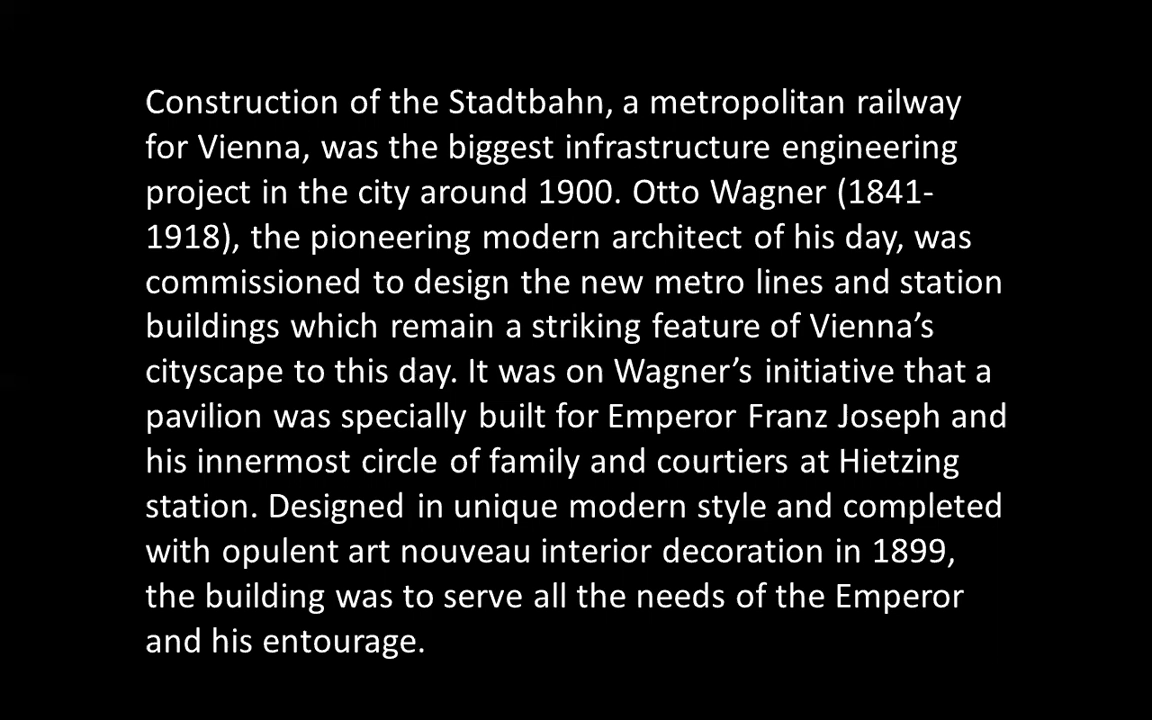 Construction of the Stadtbahn, a metropolitan railway
for Vienna, was the biggest infrastructure engineering
project in the city around 1900. Otto Wagner (1841-
1918), the pioneering modern architect of his day, was
commissioned to design the new metro lines and station
buildings which remain a striking feature of Vienna’s
cityscape to this day. It was on Wagner’s initiative that a
pavilion was specially built for Emperor Franz Joseph and
his innermost circle of family and courtiers at Hietzing
station. Designed in unique modern style and completed
with opulent art nouveau interior decoration in 1899,
the building was to serve all the needs of the Emperor
and his entourage.